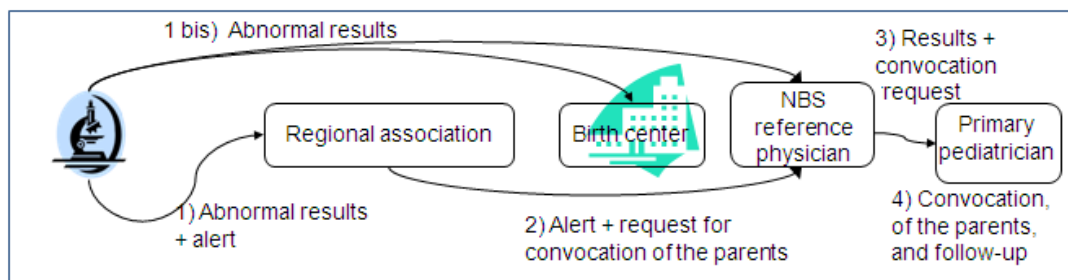 1 bis) Abnormal results
3) Results +
convocation
request
Regional association
Birth center
NBS
reference
physician
Primary
pediatrician
1) Abnormal results
+ alert
2) Alert + request for
convocation of the parents
4) Convocation,
of the parents,
and follow-up